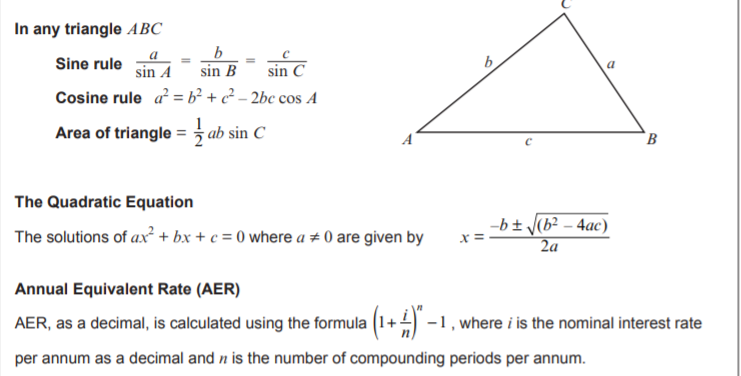 In any triangle ABC
Sine rule a/sin A = b/sin B = c/sin C
Cosine rule a² = b² + c² – 2bc cos A
Area of triangle = 1/2 ab sin C
C
b
a
A
c
B
The Quadratic Equation
The solutions of ax² + bx + c = 0 where a ≠ 0 are given by x = (–b ± √(b² – 4ac))/2a
Annual Equivalent Rate (AER)
AER, as a decimal, is calculated using the formula (1 + i/n)ⁿ – 1 , where i is the nominal interest rate
per annum as a decimal and n is the number of compounding periods per annum.